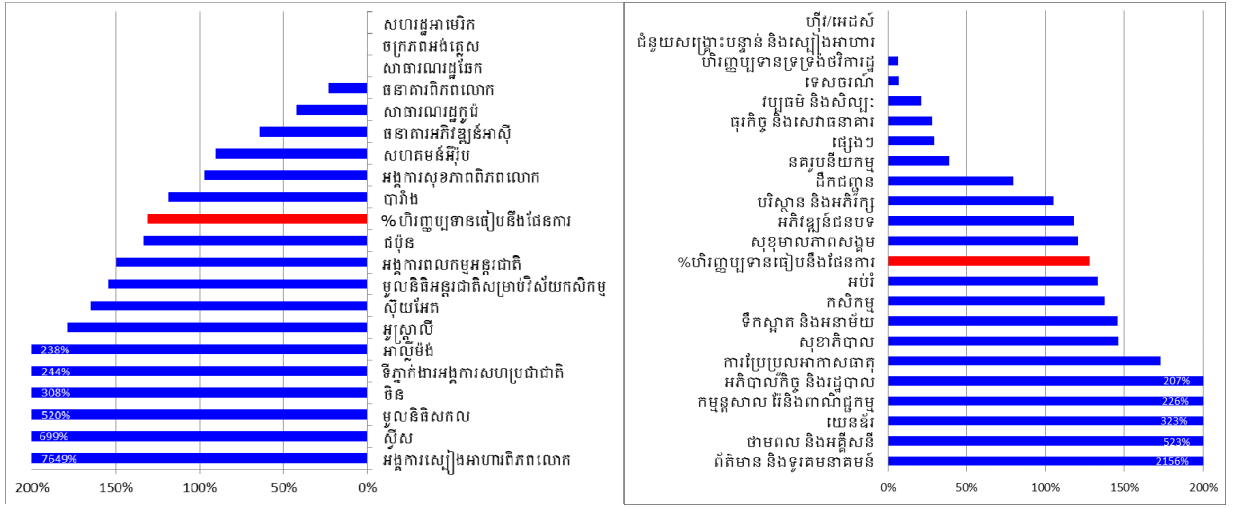 សហរដ្ឋអាមេរិក
ចក្រភពអង់គ្លេស
សាធារណរដ្ឋឆែក
ធនាគារពិភពលោក
សាធារណរដ្ឋកូរ៉េ
ធនាគារអភិវឌ្ឍន៍អាស៊ី
សហគមន៍អឺរ៉ុប
អង្គការសុខភាពពិភពលោក
បារាំង
%ហិរញ្ញប្បទានធៀបនឹងផែនការ
ជប៉ុន
អង្គការពលកម្មអន្តរជាតិ
មូលនិធិអន្តរជាតិសម្រាប់វិស័យកសិកម្ម
ស៊ុយអែត
អូស្ត្រាលី
238% អាល្លឺម៉ង់
244% ទីភ្នាក់ងារអង្គការសហប្រជាជាតិ
308% ចិន
520% មូលនិធិសកល
699% ស្វីស
7649% អង្គការស្បៀងអាហារពិភពលោក
200% 150% 100% 50% 0%
ហ៊ីវ/អេដស៍
ជំនួយសង្គ្រោះបន្ទាន់ និងស្បៀងអាហារ
ហិរញ្ញប្បទានទ្រទ្រង់ថវិការដ្ឋ
ទេសចរណ៍
វប្បធម៌ និងសិល្បៈ
ធុរកិច្ច និងសេវាធនាគារ
ផ្សេងៗ
នគរូបនីយកម្ម
ដឹកជញ្ជូន
បរិស្ថាន និងអភិរក្ស
អភិវឌ្ឍន៍ជនបទ
សុខុមាលភាពសង្គម
%ហិរញ្ញប្បទានធៀបនឹងផែនការ
អប់រំ
កសិកម្ម
ទឹកស្អាត និងអនាម័យ
សុខាភិបាល
ការប្រែប្រួលអាកាសធាតុ
អភិបាលកិច្ច និងរដ្ឋបាល 207%
កម្មន្តសាល រ៉ែនិងពាណិជ្ជកម្ម 226%
យេនឌ័រ 323%
ថាមពល និងអគ្គីសនី 523%
ព័ត៌មាន និងទូរគមនាគមន៍ 2156%
0% 50% 100% 150% 200%